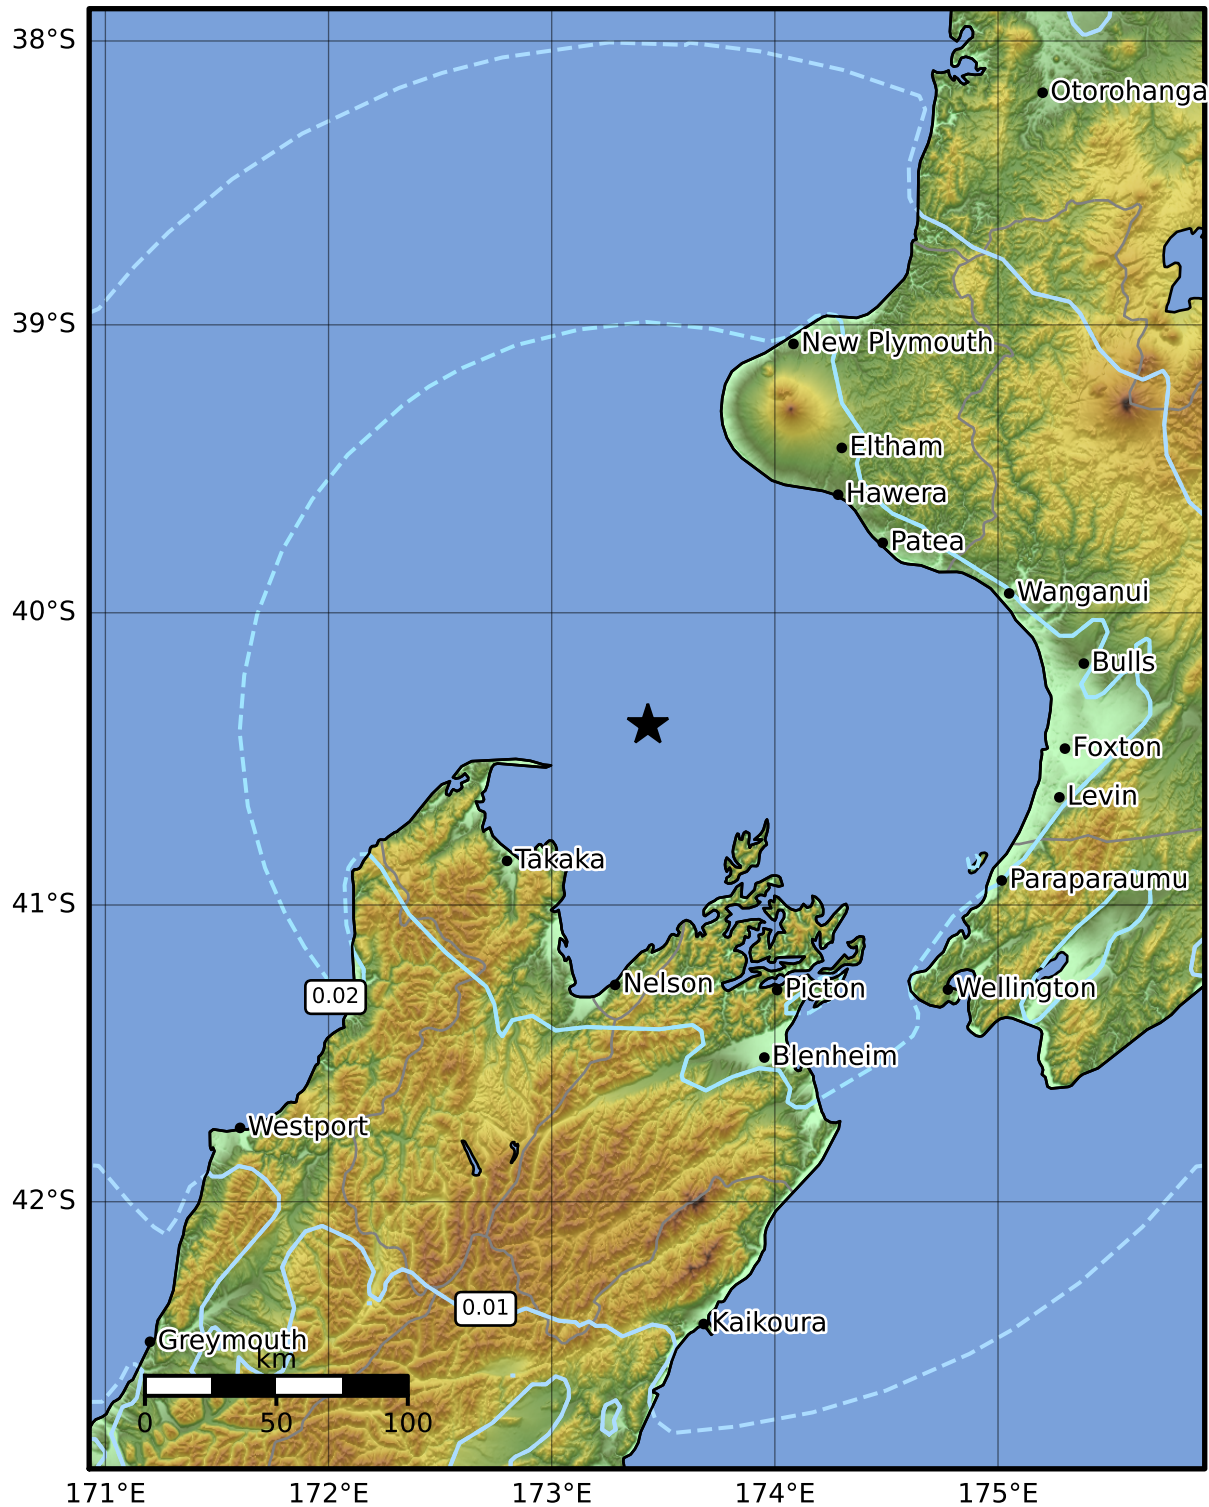 38°S
Otorohanga
39°S
New Plymouth
Eltham
Hawera
Patea
Wanganui
40°S
Bulls
Foxton
Levin
Takaka
Paraparaumu
41°S
Nelson
Picton
Wellington
0.02
Blenheim
Westport
42°S
0.01
Kaikoura
Greymouth
km
0 50 100
171°E 172°E 173°E 174°E 175°E